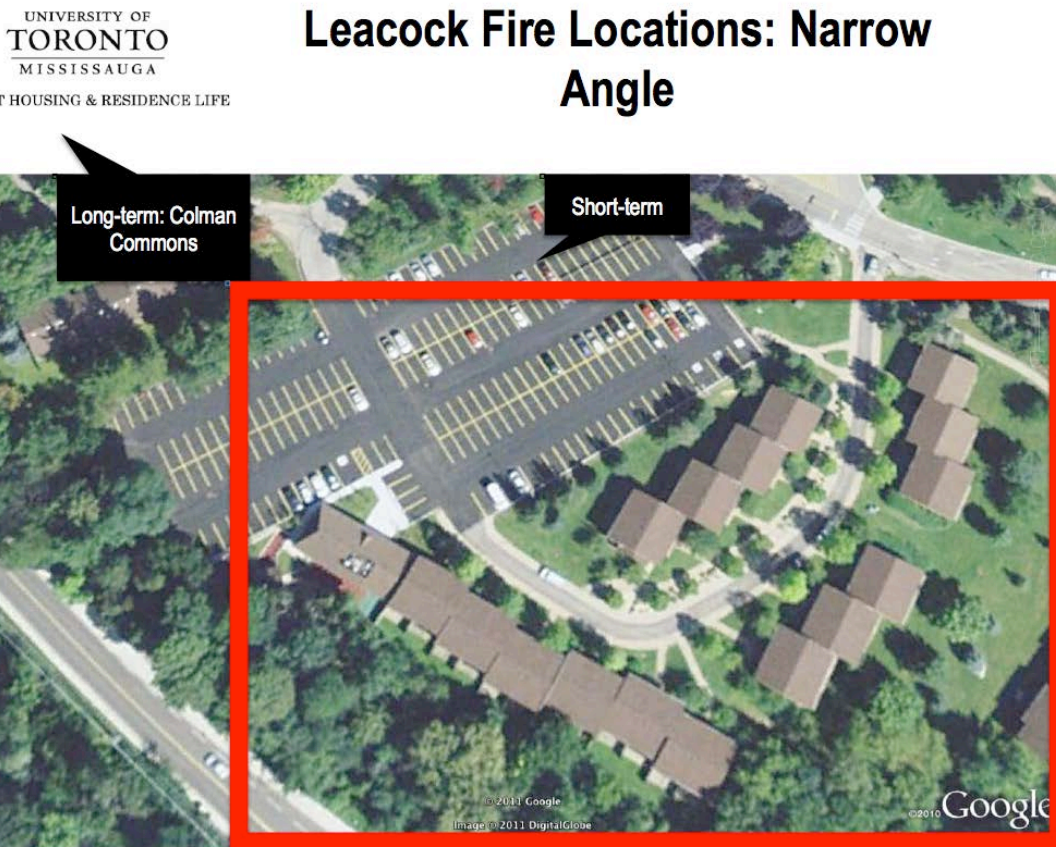 UNIVERSITY OF
TORONTO
MISSISSAUGA
T HOUSING & RESIDENCE LIFE
Leacock Fire Locations: Narrow
Angle
Long-term: Colman
Commons
Short-term
© 2011 Google
Image © 2011 DigitalGlobe
©2010 Google